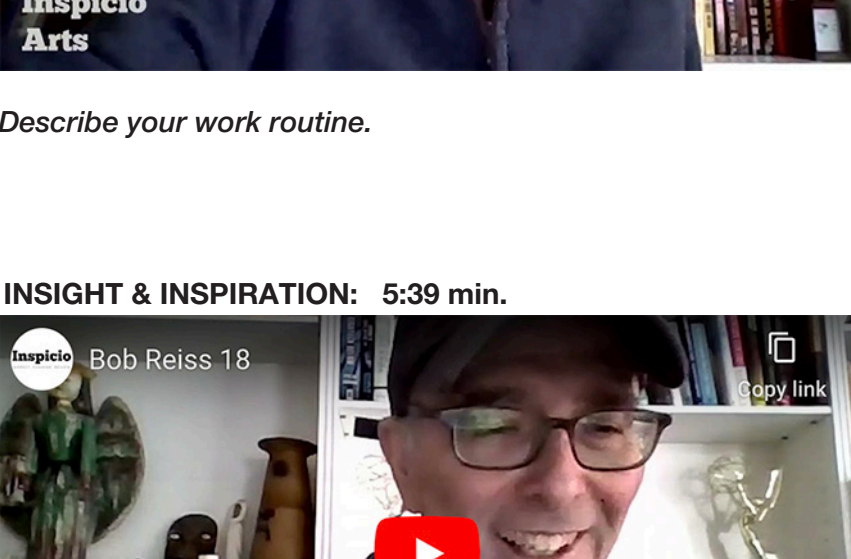 Inspicio
Arts
Describe your work routine.
INSIGHT & INSPIRATION: 5:39 min.
Inspicio
Bob Reiss 18
Copy link